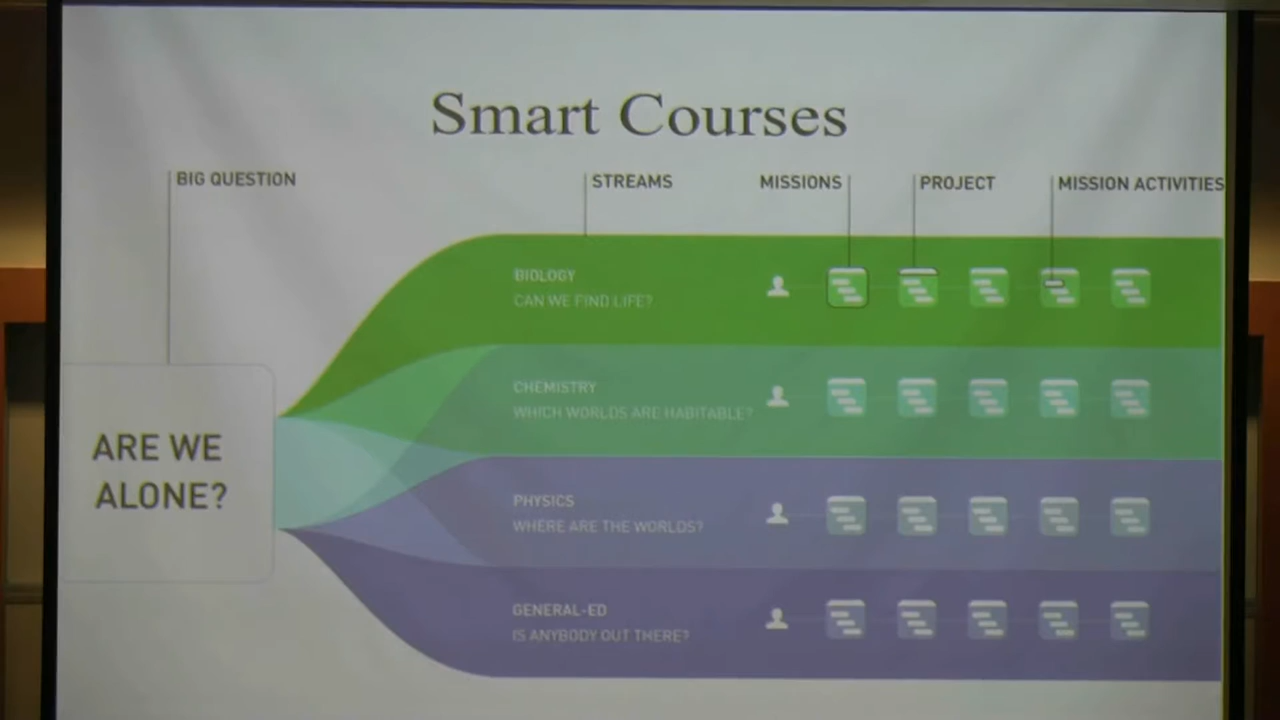 Smart Courses
BIG QUESTION
STREAMS
MISSIONS
PROJECT
MISSION ACTIVITIES
BIOLOGY
CAN WE FIND LIFE?
CHEMISTRY
WHICH WORLDS ARE HABITABLE?
ARE WE
ALONE?
PHYSICS
WHERE ARE THE WORLDS?
GENERAL-ED
IS ANYBODY OUT THERE?